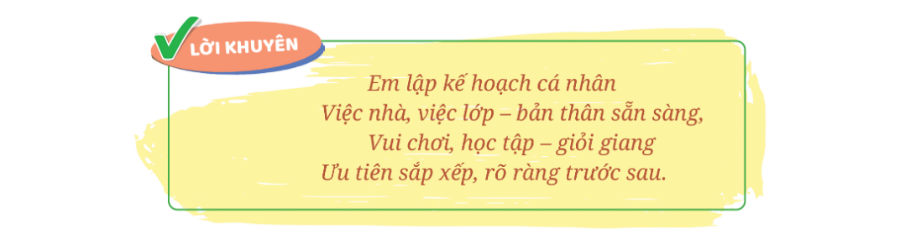 LỜI KHUYÊN
Em lập kế hoạch cá nhân
Việc nhà, việc lớp – bản thân sẵn sàng,
Vui chơi, học tập – giỏi giang
Ưu tiên sắp xếp, rõ ràng trước sau.